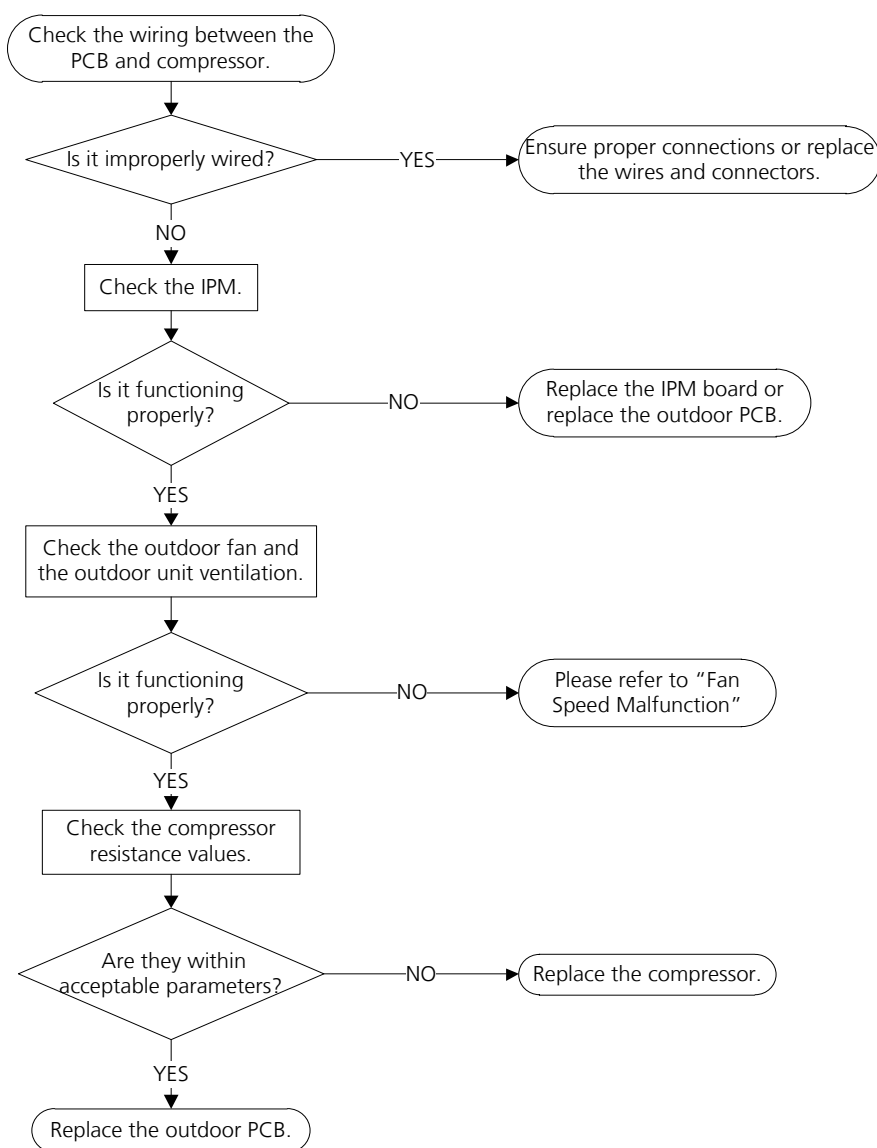 Check the wiring between the
PCB and compressor.
Is it improperly wired?
YES
Ensure proper connections or replace
the wires and connectors.
NO
Check the IPM.
Is it functioning
properly?
NO
Replace the IPM board or
replace the outdoor PCB.
YES
Check the outdoor fan and
the outdoor unit ventilation.
Is it functioning
properly?
NO
Please refer to “Fan
Speed Malfunction”
YES
Check the compressor
resistance values.
Are they within
acceptable parameters?
NO
Replace the compressor.
YES
Replace the outdoor PCB.